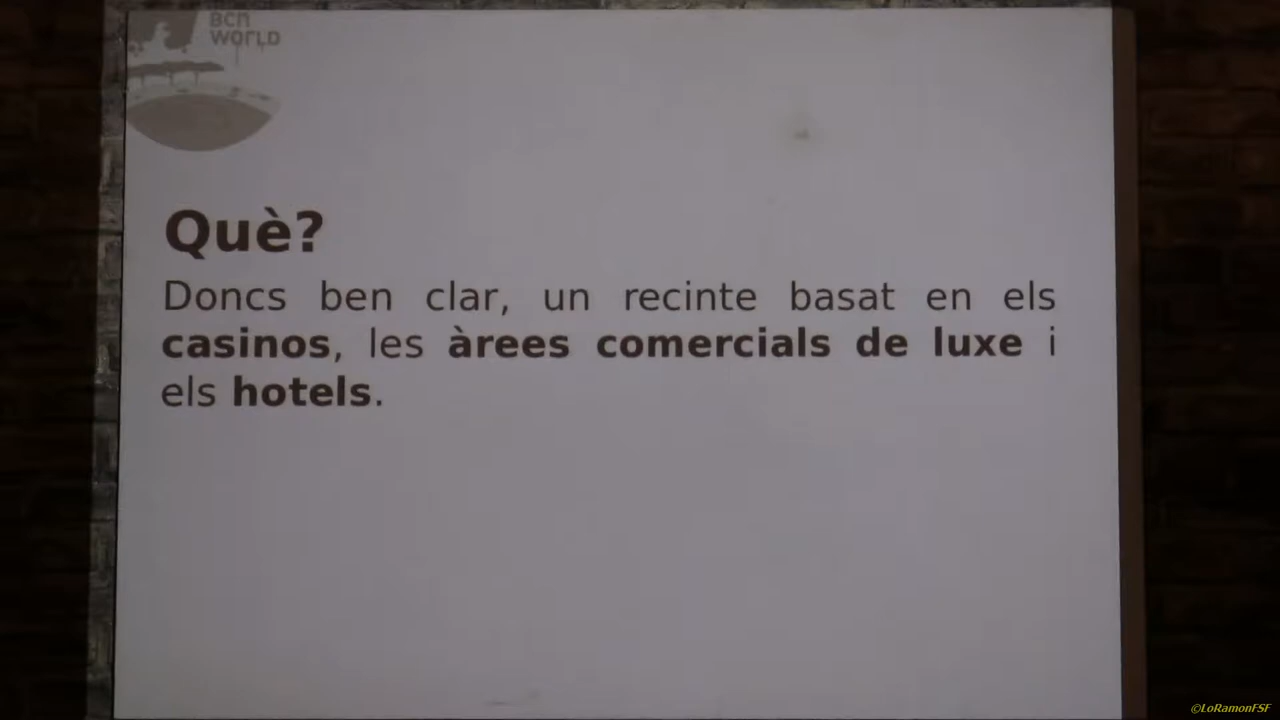 BCN
WORLD
Què?
Doncs ben clar, un recinte basat en els
casinos, les àrees comercials de luxe i
els hotels.
©LoRamonFSF